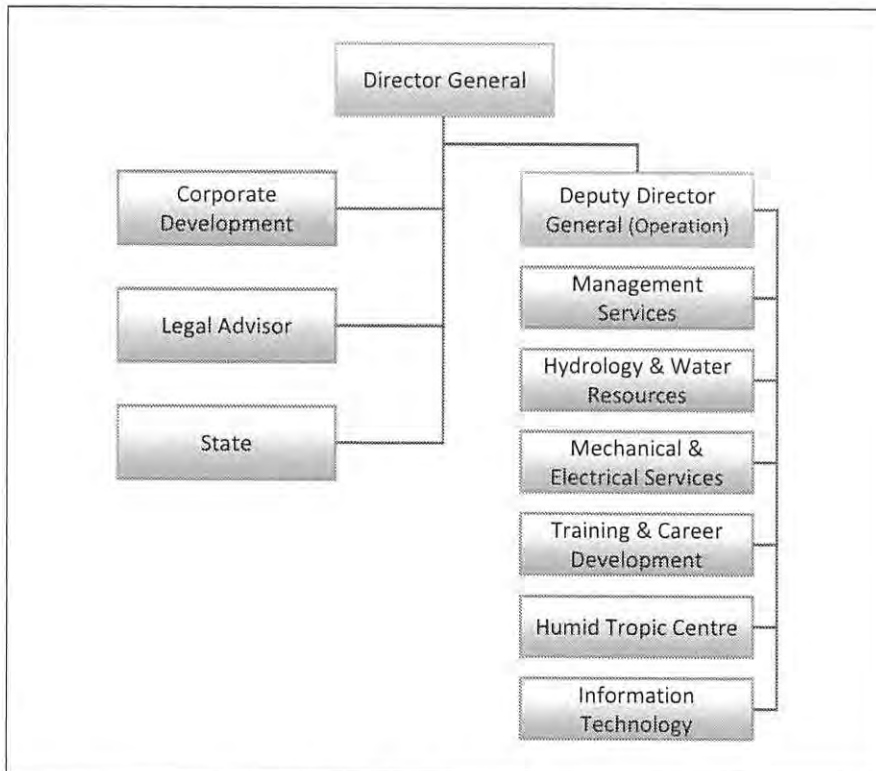 Director General
Corporate
Development
Legal Advisor
State
Deputy Director
General (Operation)
Management
Services
Hydrology & Water
Resources
Mechanical &
Electrical Services
Training & Career
Development
Humid Tropic Centre
Information
Technology